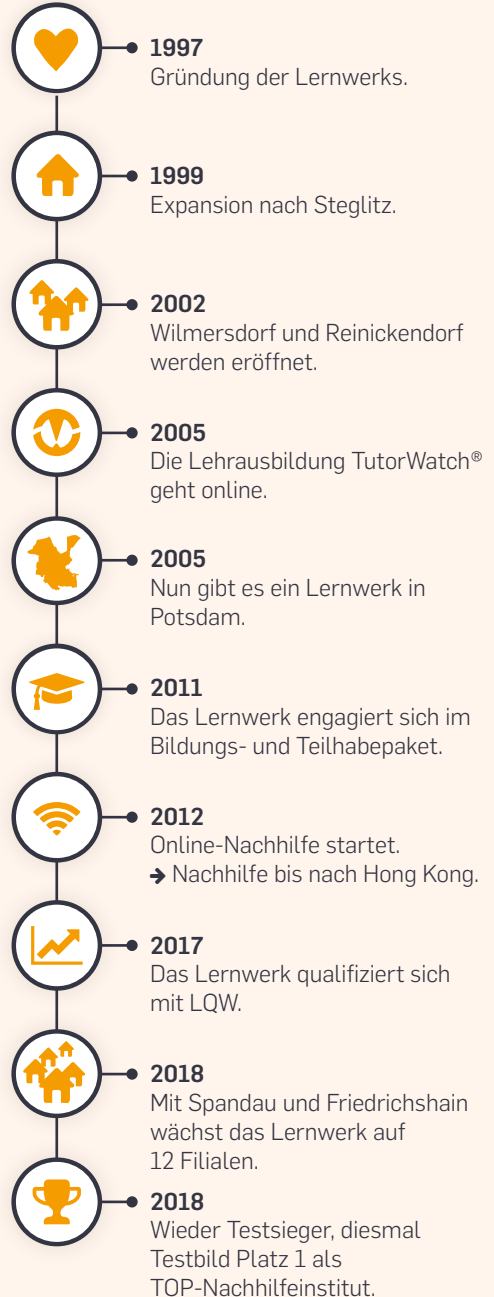 1997
Gründung der Lernwerks.
1999
Expansion nach Steglitz.
2002
Wilmersdorf und Reinickendorf
werden eröffnet.
2005
Die Lehrausbildung TutorWatch®
geht online.
2005
Nun gibt es ein Lernwerk in
Potsdam.
2011
Das Lernwerk engagiert sich im
Bildungs- und Teilhabepaket.
2012
Online-Nachhilfe startet.
→ Nachhilfe bis nach Hong Kong.
2017
Das Lernwerk qualifiziert sich
mit LQW.
2018
Mit Spandau und Friedrichshain
wächst das Lernwerk auf
12 Filialen.
2018
Wieder Testsieger, diesmal
Testbild Platz 1 als
TOP-Nachhilfeinstitut.